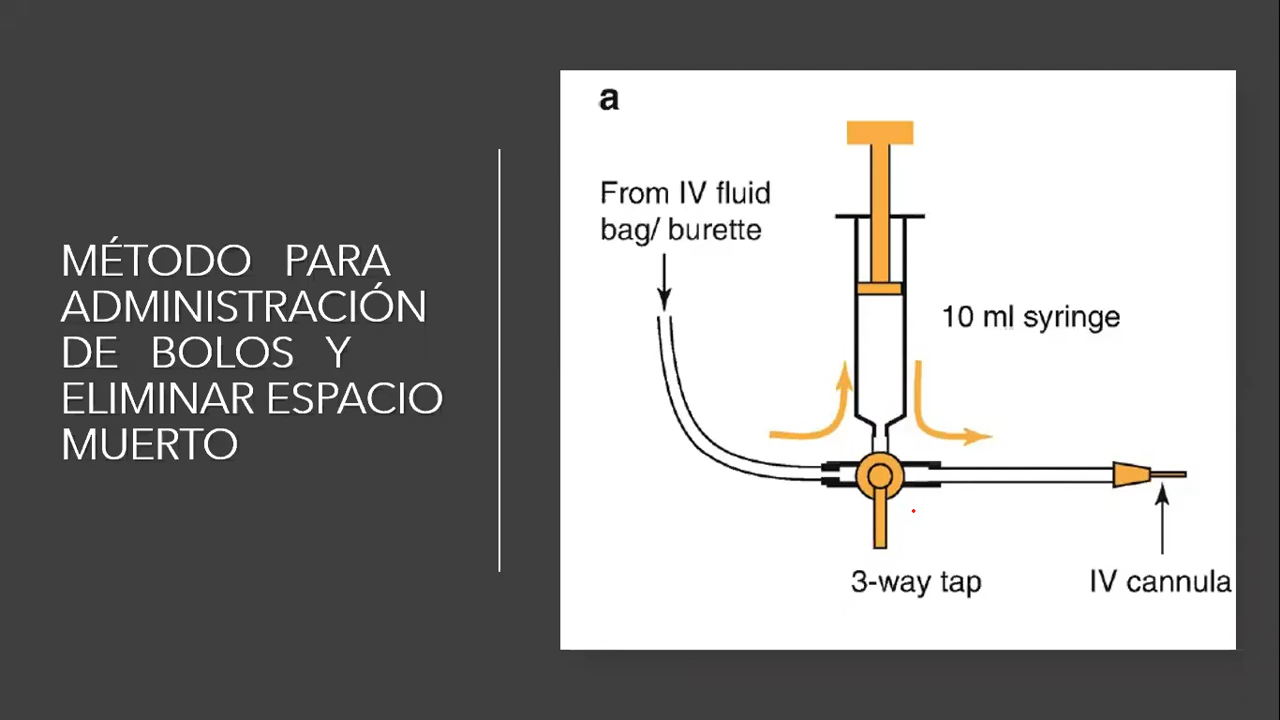 MÉTODO PARA
ADMINISTRACIÓN
DE BOLOS Y
ELIMINAR ESPACIO
MUERTO
a
From IV fluid
bag/ burette
10 ml syringe
3-way tap
IV cannula